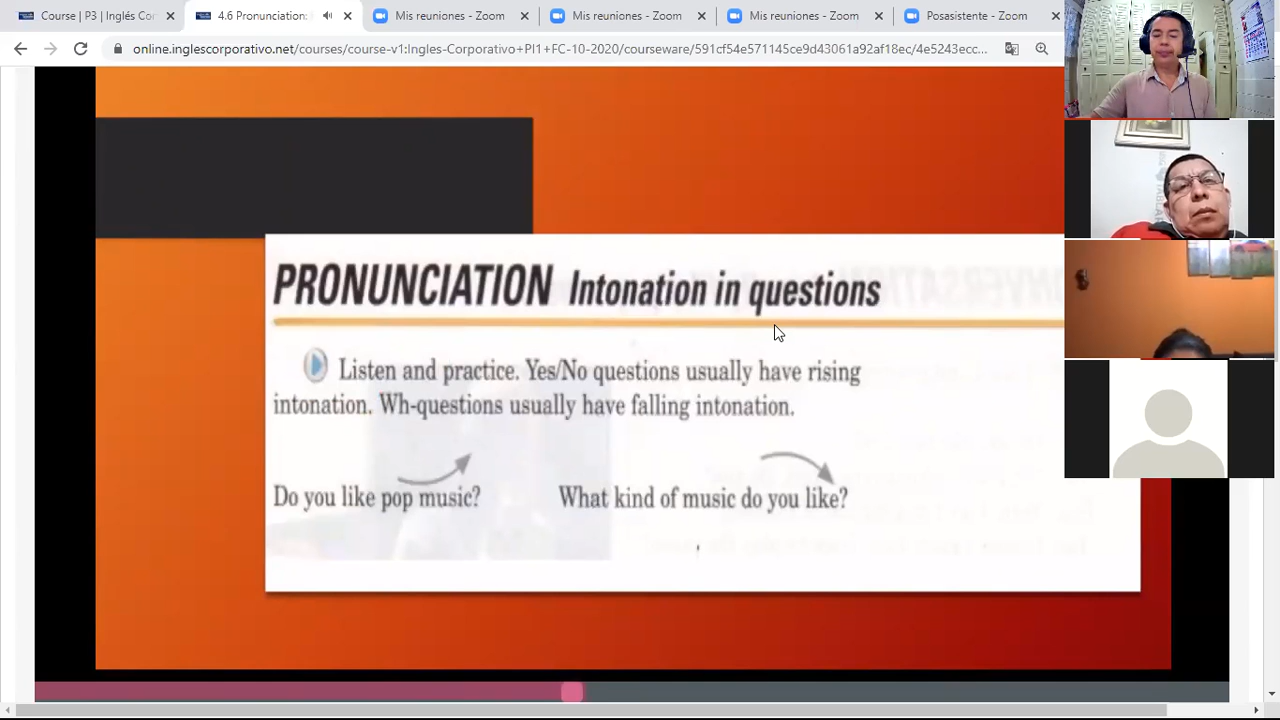 Course | P3 | Inglés Cor
4.6 Pronunciation:
Mis reuniones - Zoom
Mis reuniones - Zoom
Mis reuniones - Zoom
Posasistente - Zoom
online.inglescorporativo.net/courses/course-v1:Ingles-Corporativo+PI1+FC-10-2020/courseware/591cf54e571145ce9d43061a92af18ec/4e5243ecc...
PRONUNCIATION Intonation in questions
Listen and practice. Yes/No questions usually have rising
intonation. Wh-questions usually have falling intonation.
Do you like pop music? What kind of music do you like?